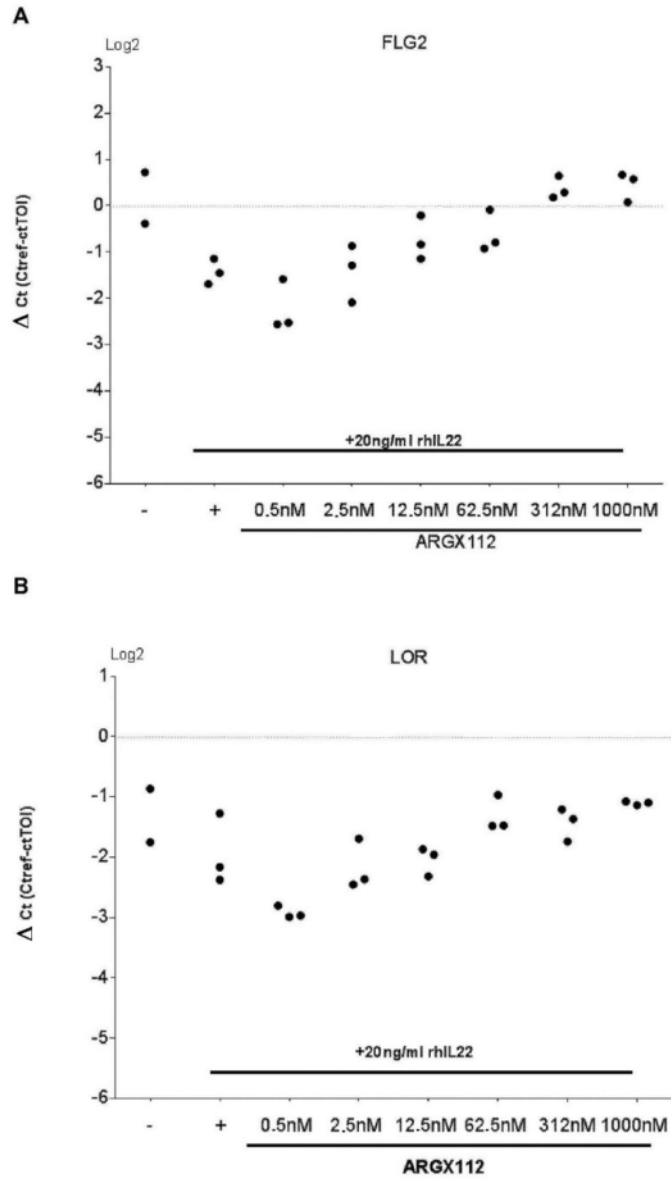 A
Log2
FLG2
3
2
1
0
-1
-2
-3
-4
-5
-6
Δ Ct (Ctref-ctTOI)
+20ng/ml rhIL22
- + 0.5nM 2.5nM 12.5nM 62.5nM 312nM 1000nM
ARGX112
B
Log2
LOR
1
0
-1
-2
-3
-4
-5
-6
Δ Ct (Ctref-ctTOI)
+20ng/ml rhIL22
- + 0.5nM 2.5nM 12.5nM 62.5nM 312nM 1000nM
ARGX112